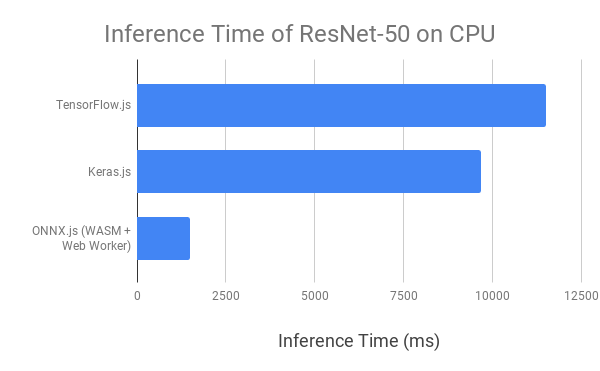 Inference Time of ResNet-50 on CPU
TensorFlow.js
Keras.js
ONNX.js (WASM +
Web Worker)
0 2500 5000 7500 10000 12500
Inference Time (ms)